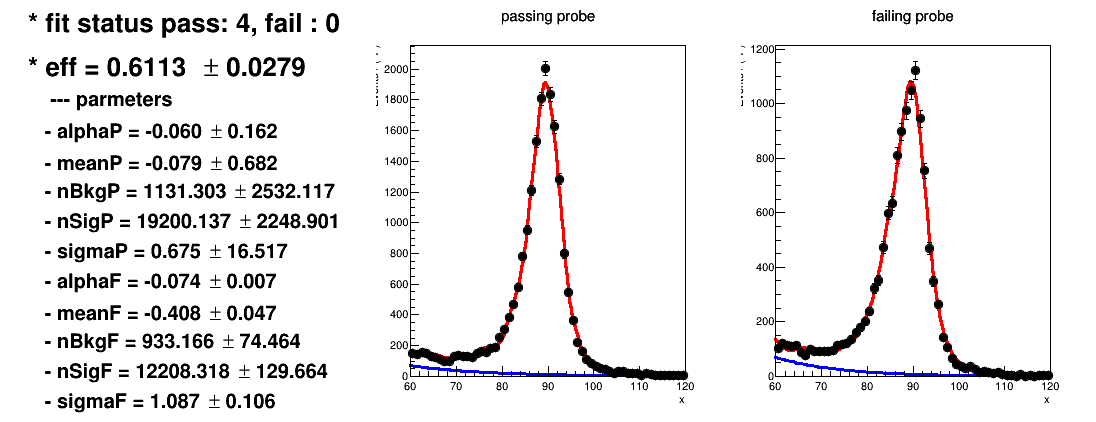 * fit status pass: 4, fail : 0
* eff = 0.6113 ± 0.0279
--- parmeters
- alphaP = -0.060 ± 0.162
- meanP = -0.079 ± 0.682
- nBkgP = 1131.303 ± 2532.117
- nSigP = 19200.137 ± 2248.901
- sigmaP = 0.675 ± 16.517
- alphaF = -0.074 ± 0.007
- meanF = -0.408 ± 0.047
- nBkgF = 933.166 ± 74.464
- nSigF = 12208.318 ± 129.664
- sigmaF = 1.087 ± 0.106
passing probe
2000
1800
1600
1400
1200
1000
800
600
400
200
0
60 70 80 90 100 110 120
x
failing probe
1200
1000
800
600
400
200
0
60 70 80 90 100 110 120
x